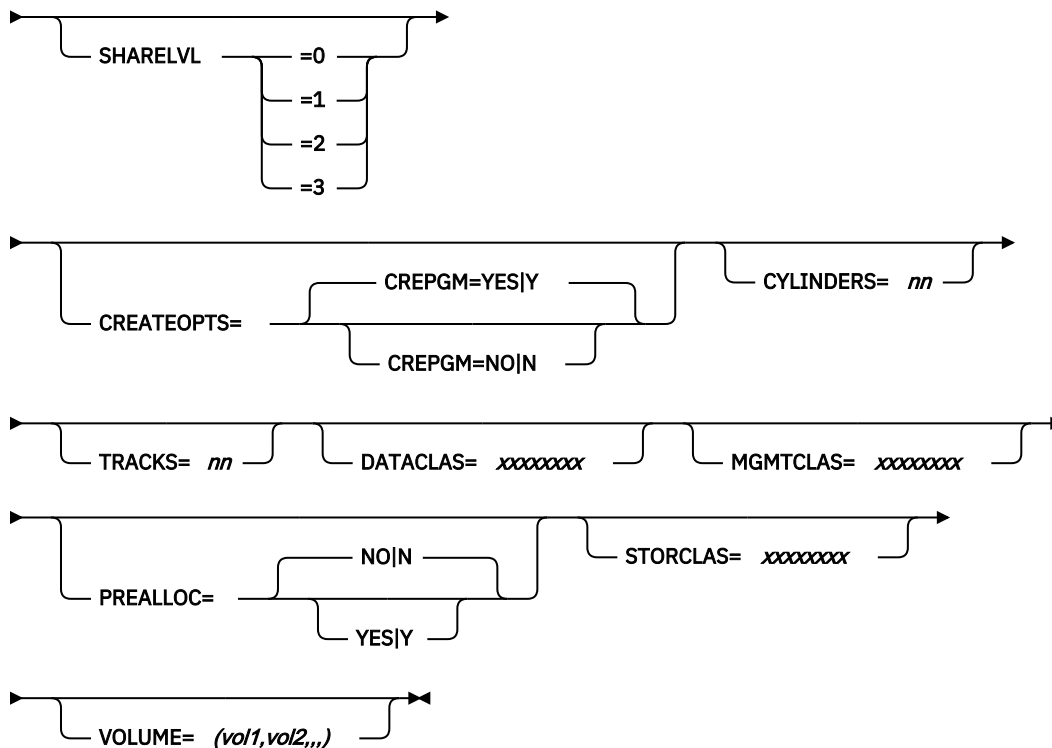 SHARELVL =0
=1
=2
=3
CREPGM=YES|Y
CYLINDERS= nn
CREATEOPTS=
CREPGM=NO|N
TRACKS= nn DATACLAS= xxxxxxxx MGMTCLAS= xxxxxxxx
NO|N
STORCLAS= xxxxxxxx
PREALLOC=
YES|Y
VOLUME= (vol1,vol2,,,)